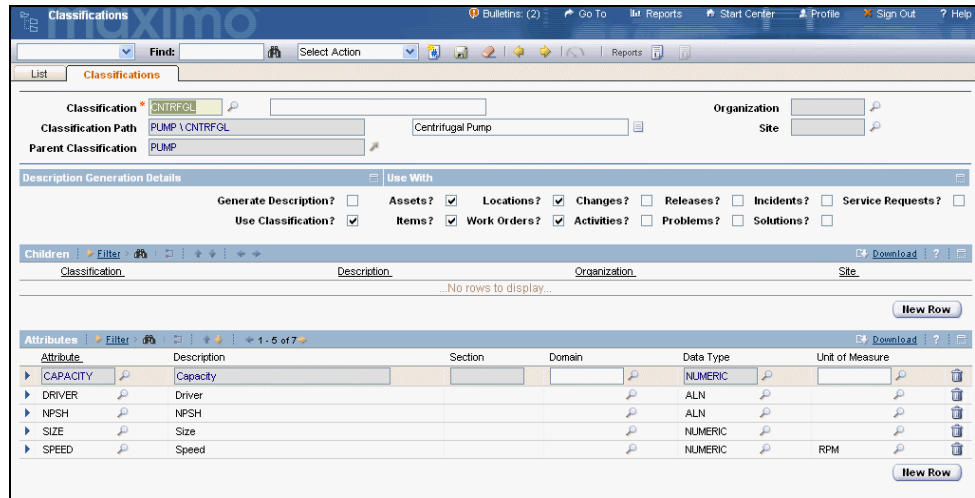 maximo
Classifications Bulletins: (2) Go To Reports Start Center Profile Sign Out ? Help
Find: Select Action Reports
List Classifications
Classification * CNTRFGL Organization
Classification Path PUMP \ CNTRFGL Centrifugal Pump Site
Parent Classification PUMP
Description Generation Details Use With
Generate Description? Assets? Locations? Changes? Releases? Incidents? Service Requests?
Use Classification? Items? Work Orders? Activities? Problems? Solutions?
Children Filter Download ?
Classification Description Organization Site
...No rows to display...
New Row
Attributes Filter 1 - 5 of 7 Download ?
Attribute Description Section Domain Data Type Unit of Measure
CAPACITY Capacity NUMERIC
DRIVER Driver ALN
NPSH NPSH ALN
SIZE Size NUMERIC
SPEED Speed NUMERIC RPM
New Row